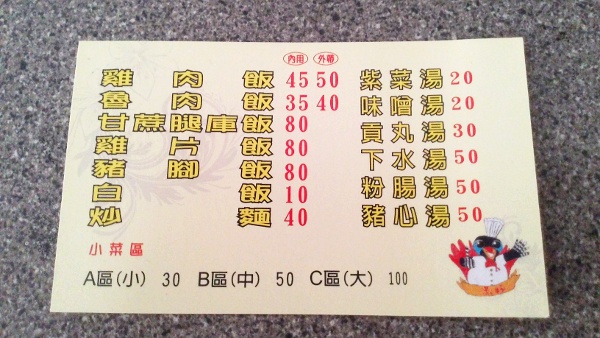 內用 外帶
雞肉飯 45 50 紫菜湯 20
魯肉飯 35 40 味噌湯 20
甘蔗腿庫飯 80 貢丸湯 30
雞片飯 80 下水湯 50
豬腳飯 80 粉腸湯 50
白飯 10 豬心湯 50
炒麵 40
小菜區
A區(小) 30 B區(中) 50 C區(大) 100